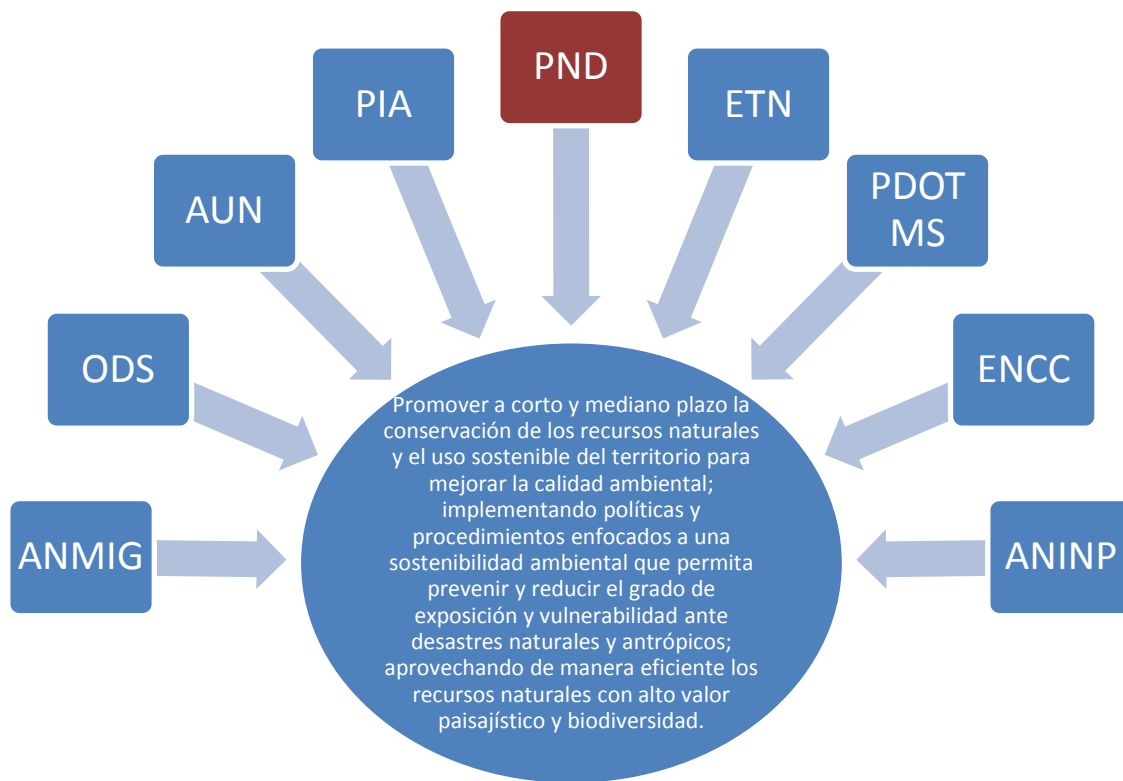 PND
PIA
ETN
AUN
PDOT
MS
ODS
ENCC
ANMIG
ANINP
Promover a corto y mediano plazo la
conservación de los recursos naturales
y el uso sostenible del territorio para
mejorar la calidad ambiental;
implementando políticas y
procedimientos enfocados a una
sostenibilidad ambiental que permita
prevenir y reducir el grado de
exposición y vulnerabilidad ante
desastres naturales y antrópicos;
aprovechando de manera eficiente los
recursos naturales con alto valor
paisajístico y biodiversidad.